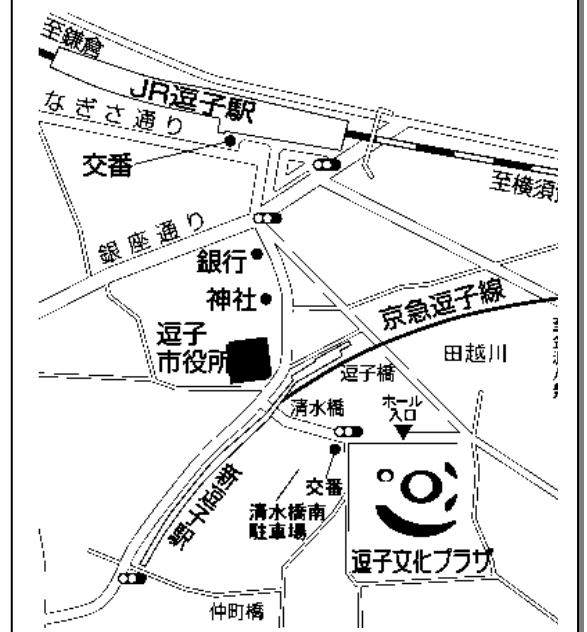 至鎌倉
JR逗子駅
なぎさ通り
交番
至横須
銀座通り
銀行
神社
京急逗子線
逗子
市役所
田越川
逗子橋
清水橋
ホール
入口
新逗子駅
交番
清水橋南
駐車場
逗子文化プラザ
仲町橋